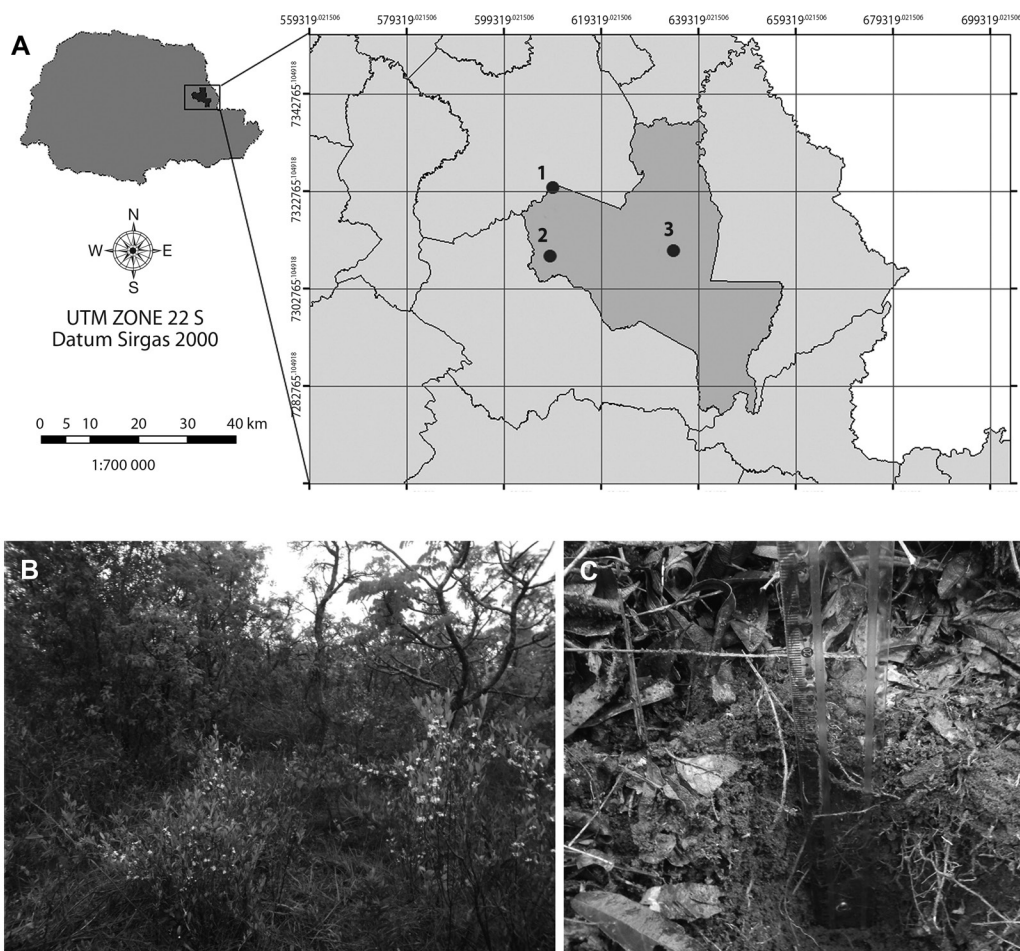 A
559319.021506 579319.021506 599319.021506 619319.021506 639319.021506 659319.021506 679319.021506 699319.021506
7342765.104918
7322765.104918
7302765.104918
7282765.104918
1
2
3
N
W E
S
UTM ZONE 22 S
Datum Sirgas 2000
0 5 10 20 30 40 km
1:700 000
B
C